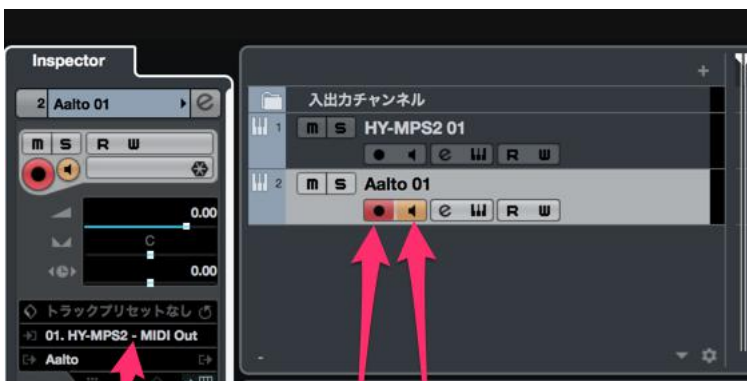 Inspector
2 Aalto 01 e
m S R W
0.00
C
0.00
トラックプリセットなし
01. HY-MPS2 - MIDI Out
Aalto
+
入出力チャンネル
1 m S HY-MPS2 01
e R W
2 m S Aalto 01
e R W
-